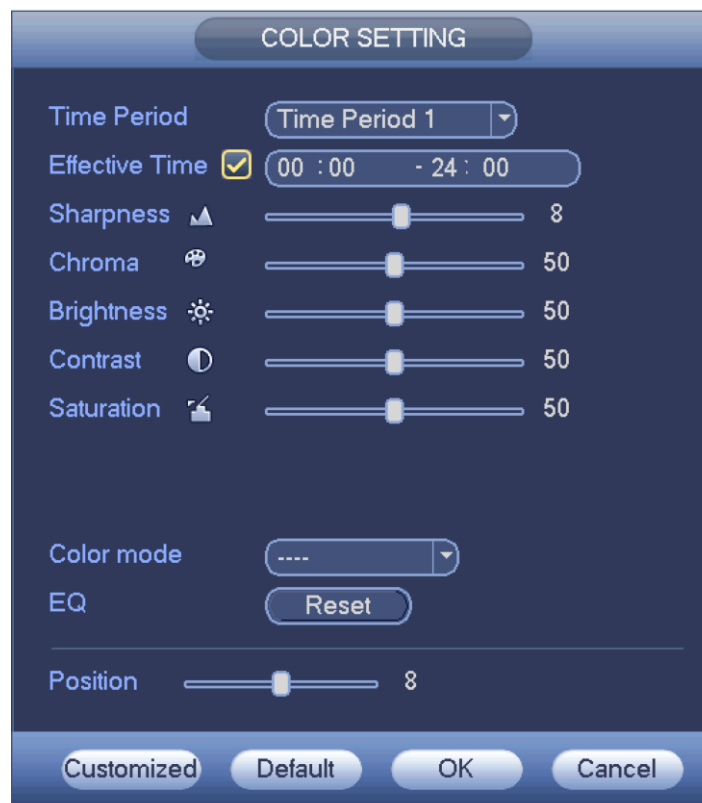 COLOR SETTING
Time Period Time Period 1
Effective Time 00 :00 - 24 : 00
Sharpness 8
Chroma 50
Brightness 50
Contrast 50
Saturation 50
Color mode ----
EQ Reset
Position 8
Customized Default OK Cancel